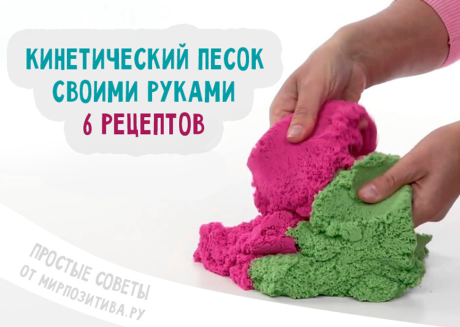 КИНЕТИЧЕСКИЙ ПЕСОК
СВОИМИ РУКАМИ
6 РЕЦЕПТОВ
ПРОСТЫЕ СОВЕТЫ
ОТ МИРПОЗИТИВА.РУ